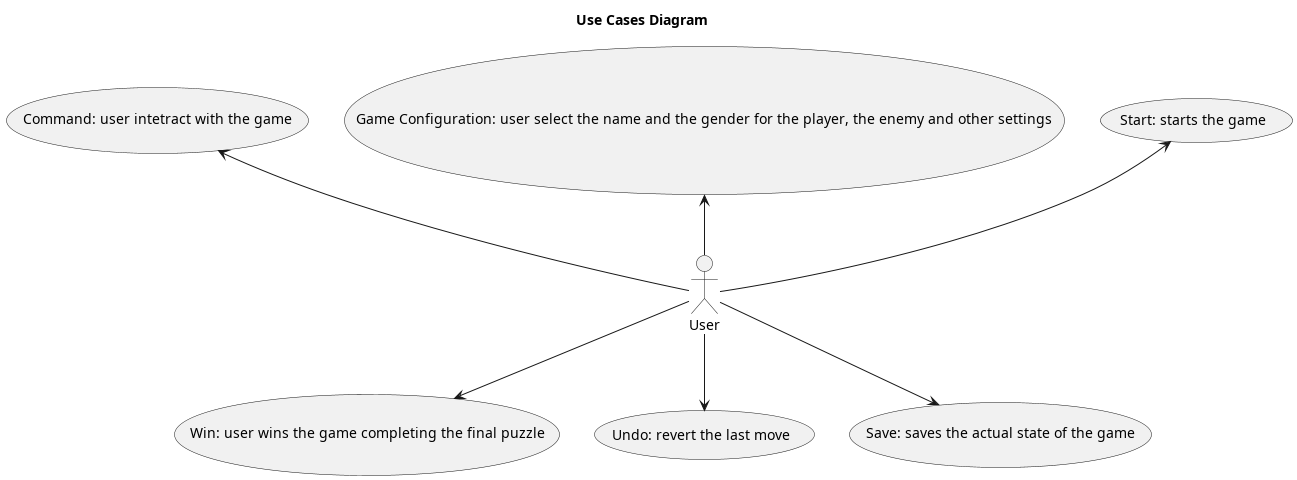 Use Cases Diagram
Command: user intetract with the game
Game Configuration: user select the name and the gender for the player, the enemy and other settings
Start: starts the game
User
Win: user wins the game completing the final puzzle
Undo: revert the last move
Save: saves the actual state of the game